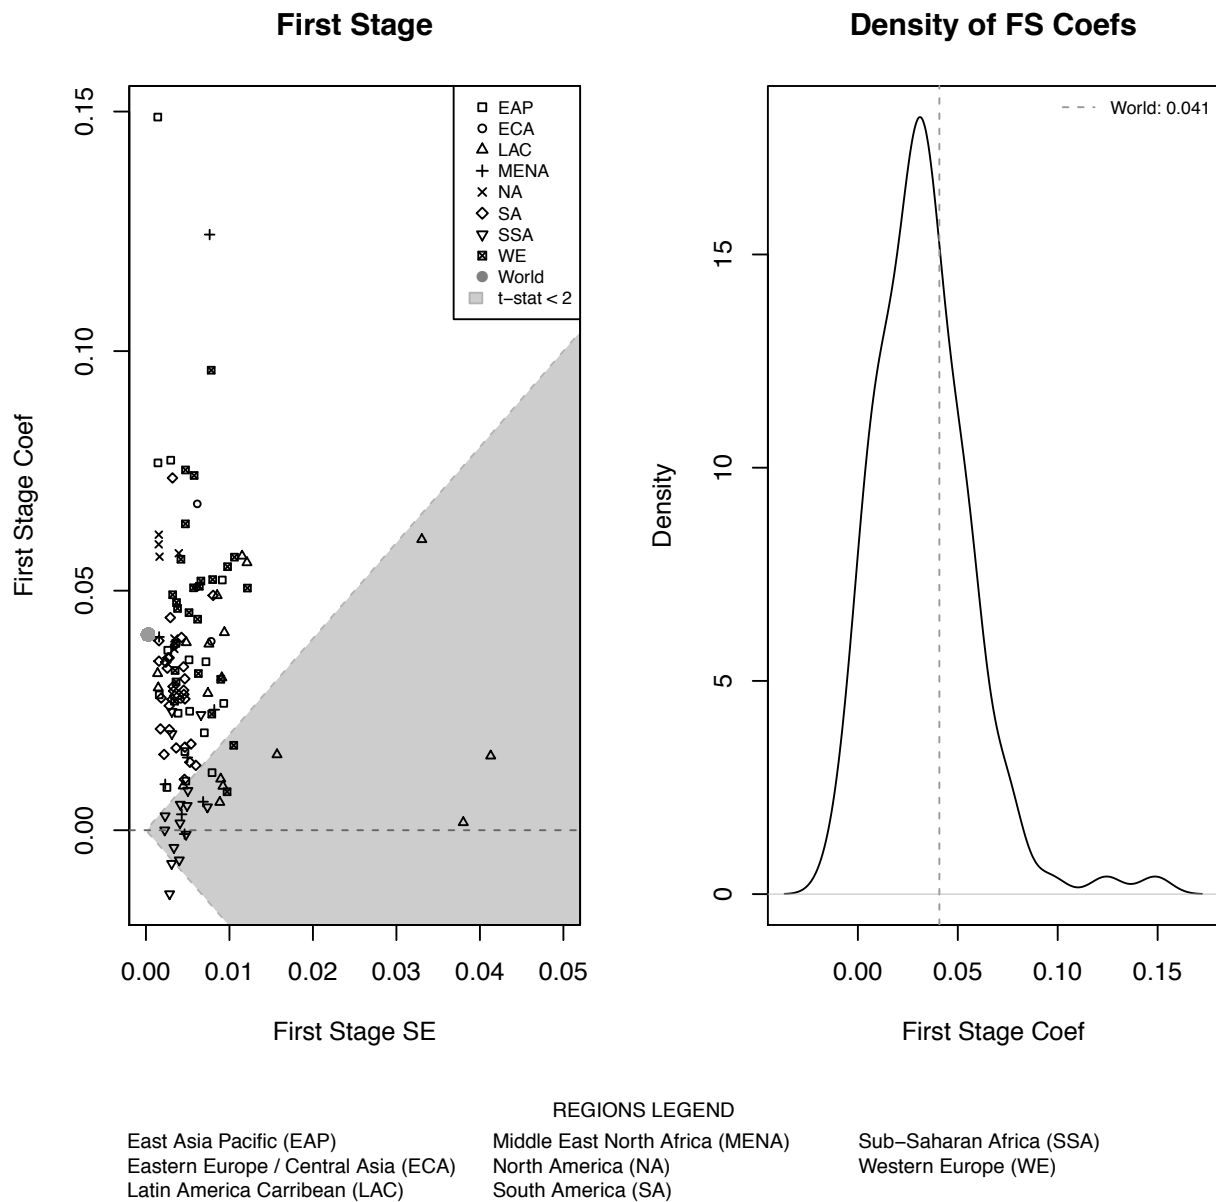 First Stage
Density of FS Coefs
First Stage Coef
0.15
0.10
0.05
0.00
EAP
ECA
LAC
MENA
NA
SA
SSA
WE
World
t−stat < 2
0.00 0.01 0.02 0.03 0.04 0.05
First Stage SE
Density
15
10
5
0
World: 0.041
0.00 0.05 0.10 0.15
First Stage Coef
REGIONS LEGEND
East Asia Pacific (EAP)
Eastern Europe / Central Asia (ECA)
Latin America Carribean (LAC)
Middle East North Africa (MENA)
North America (NA)
South America (SA)
Sub−Saharan Africa (SSA)
Western Europe (WE)